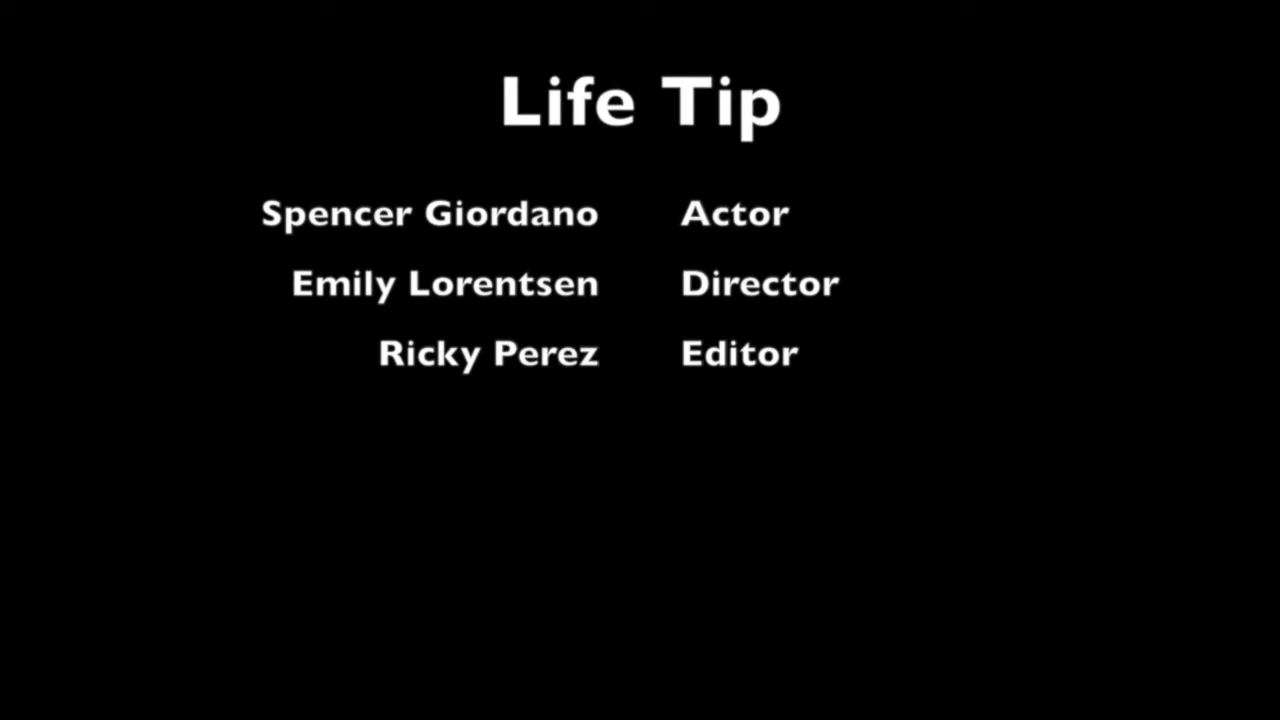 Life Tip
Spencer Giordano Actor
Emily Lorentsen Director
Ricky Perez Editor